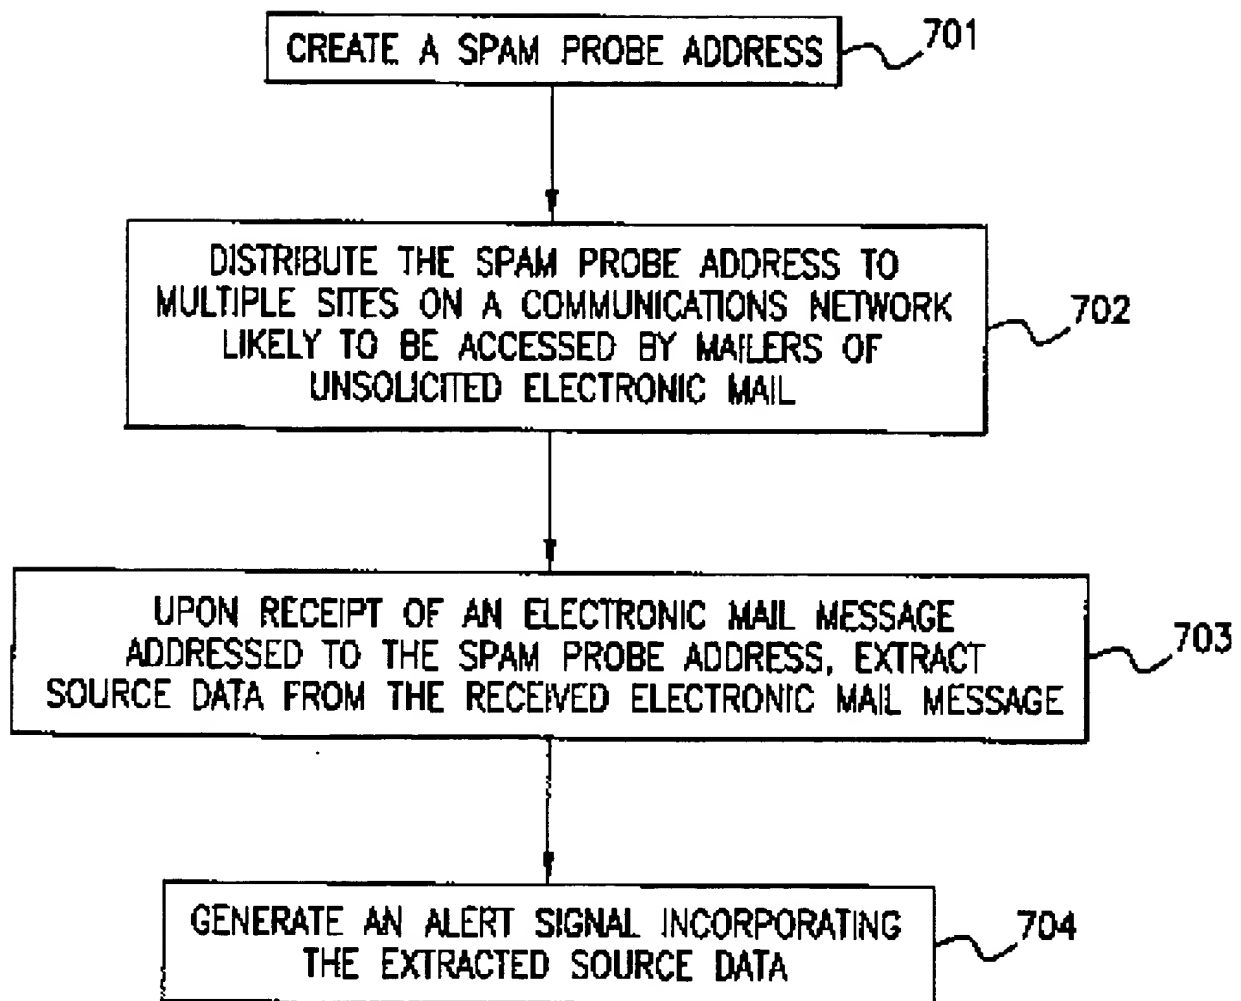 CREATE A SPAM PROBE ADDRESS
701
DISTRIBUTE THE SPAM PROBE ADDRESS TO
MULTIPLE SITES ON A COMMUNICATIONS NETWORK
LIKELY TO BE ACCESSED BY MAILERS OF
UNSOLICITED ELECTRONIC MAIL
702
UPON RECEIPT OF AN ELECTRONIC MAIL MESSAGE
ADDRESSED TO THE SPAM PROBE ADDRESS, EXTRACT
SOURCE DATA FROM THE RECEIVED ELECTRONIC MAIL MESSAGE
703
GENERATE AN ALERT SIGNAL INCORPORATING
THE EXTRACTED SOURCE DATA
704